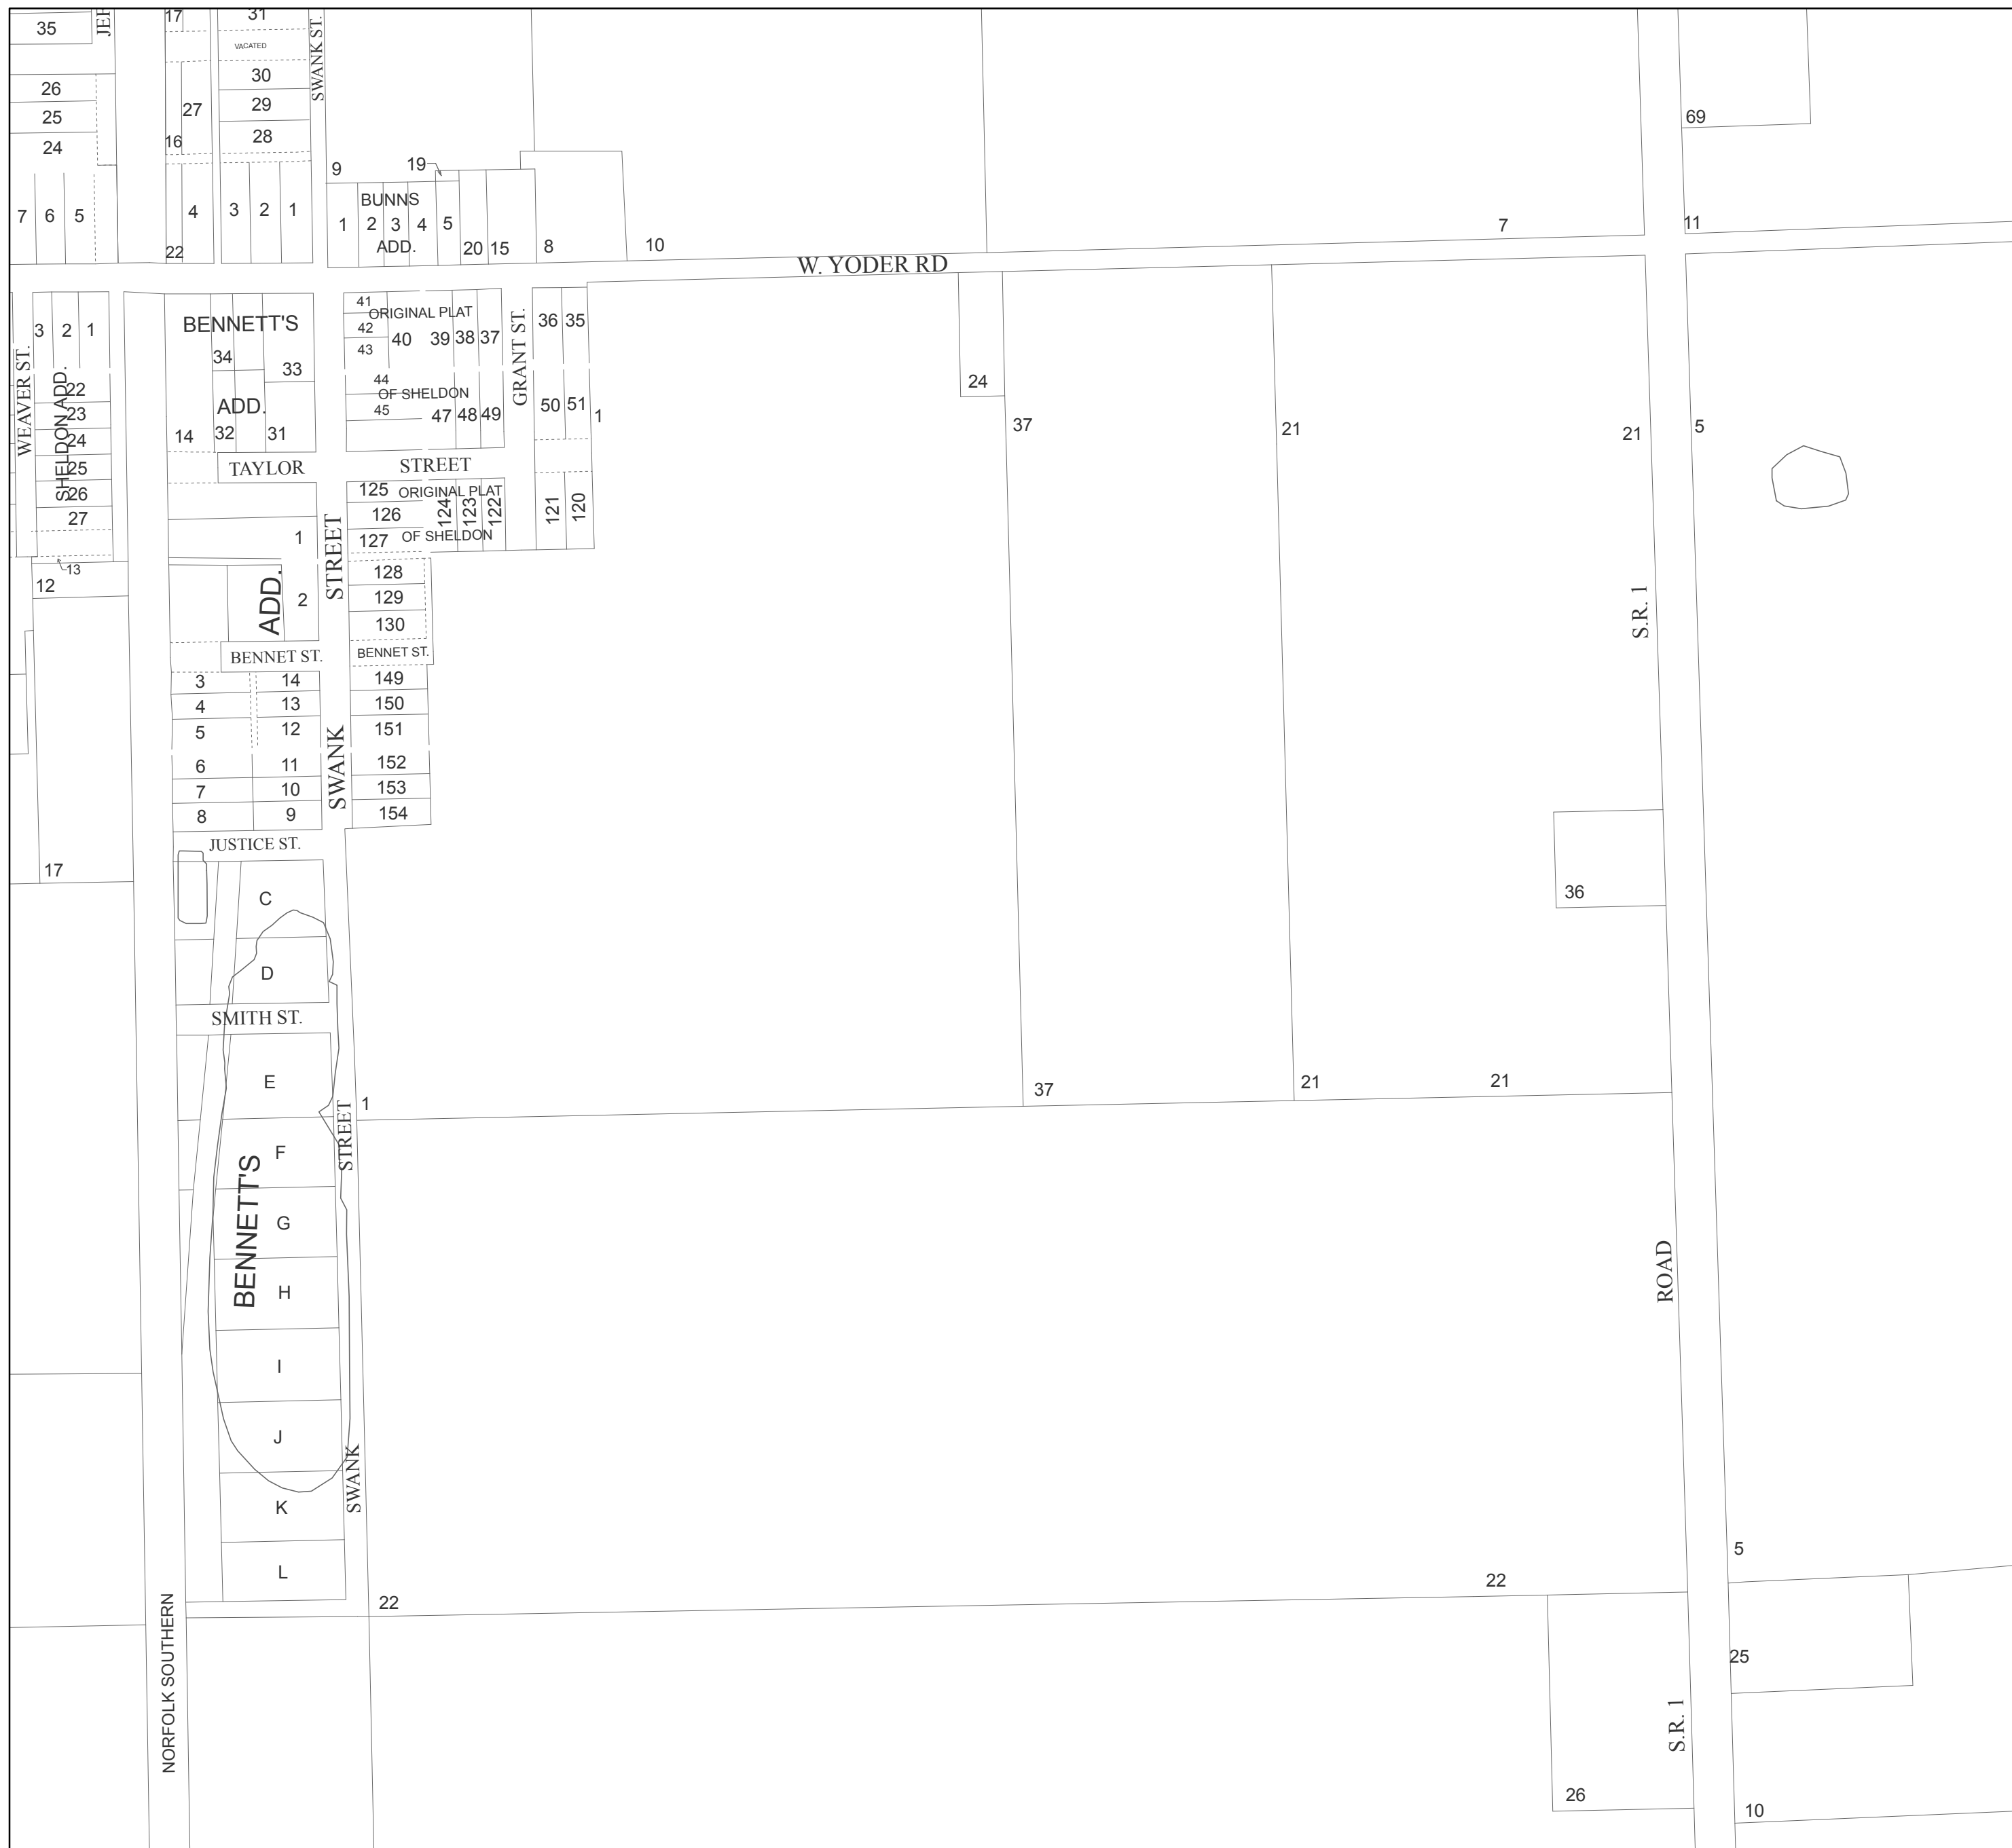 35
JEF
17
31
VACATED
SWANK ST.
26
25
24
30
29
28
27
16
69
9
19
7
6
5
4
3
2
1
22
BUNNS
ADD.
1
2
3
4
5
20
15
8
10
7
11
W. YODER RD
3
2
1
WEAVER ST.
SHELDON ADD.
22
23
24
25
26
27
13
12
17
BENNETT'S
34
33
ADD.
14
32
31
41
42
43
ORIGINAL PLAT
40
39
38
37
44
45
OF SHELDON
47
48
49
GRANT ST.
36
35
50
51
1
24
37
21
21
5
TAYLOR
STREET
125
126
127
ORIGINAL PLAT
OF SHELDON
124
123
122
121
120
1
ADD.
2
STREET
128
129
130
BENNET ST.
BENNET ST.
3
14
4
13
5
12
6
11
7
10
8
9
SWANK
149
150
151
152
153
154
S.R. 1
36
JUSTICE ST.
C
D
SMITH ST.
E
1
37
21
21
STREET
BENNETT'S
F
G
H
I
J
K
L
ROAD
SWANK
22
22
5
NORFOLK SOUTHERN
25
S.R. 1
26
10